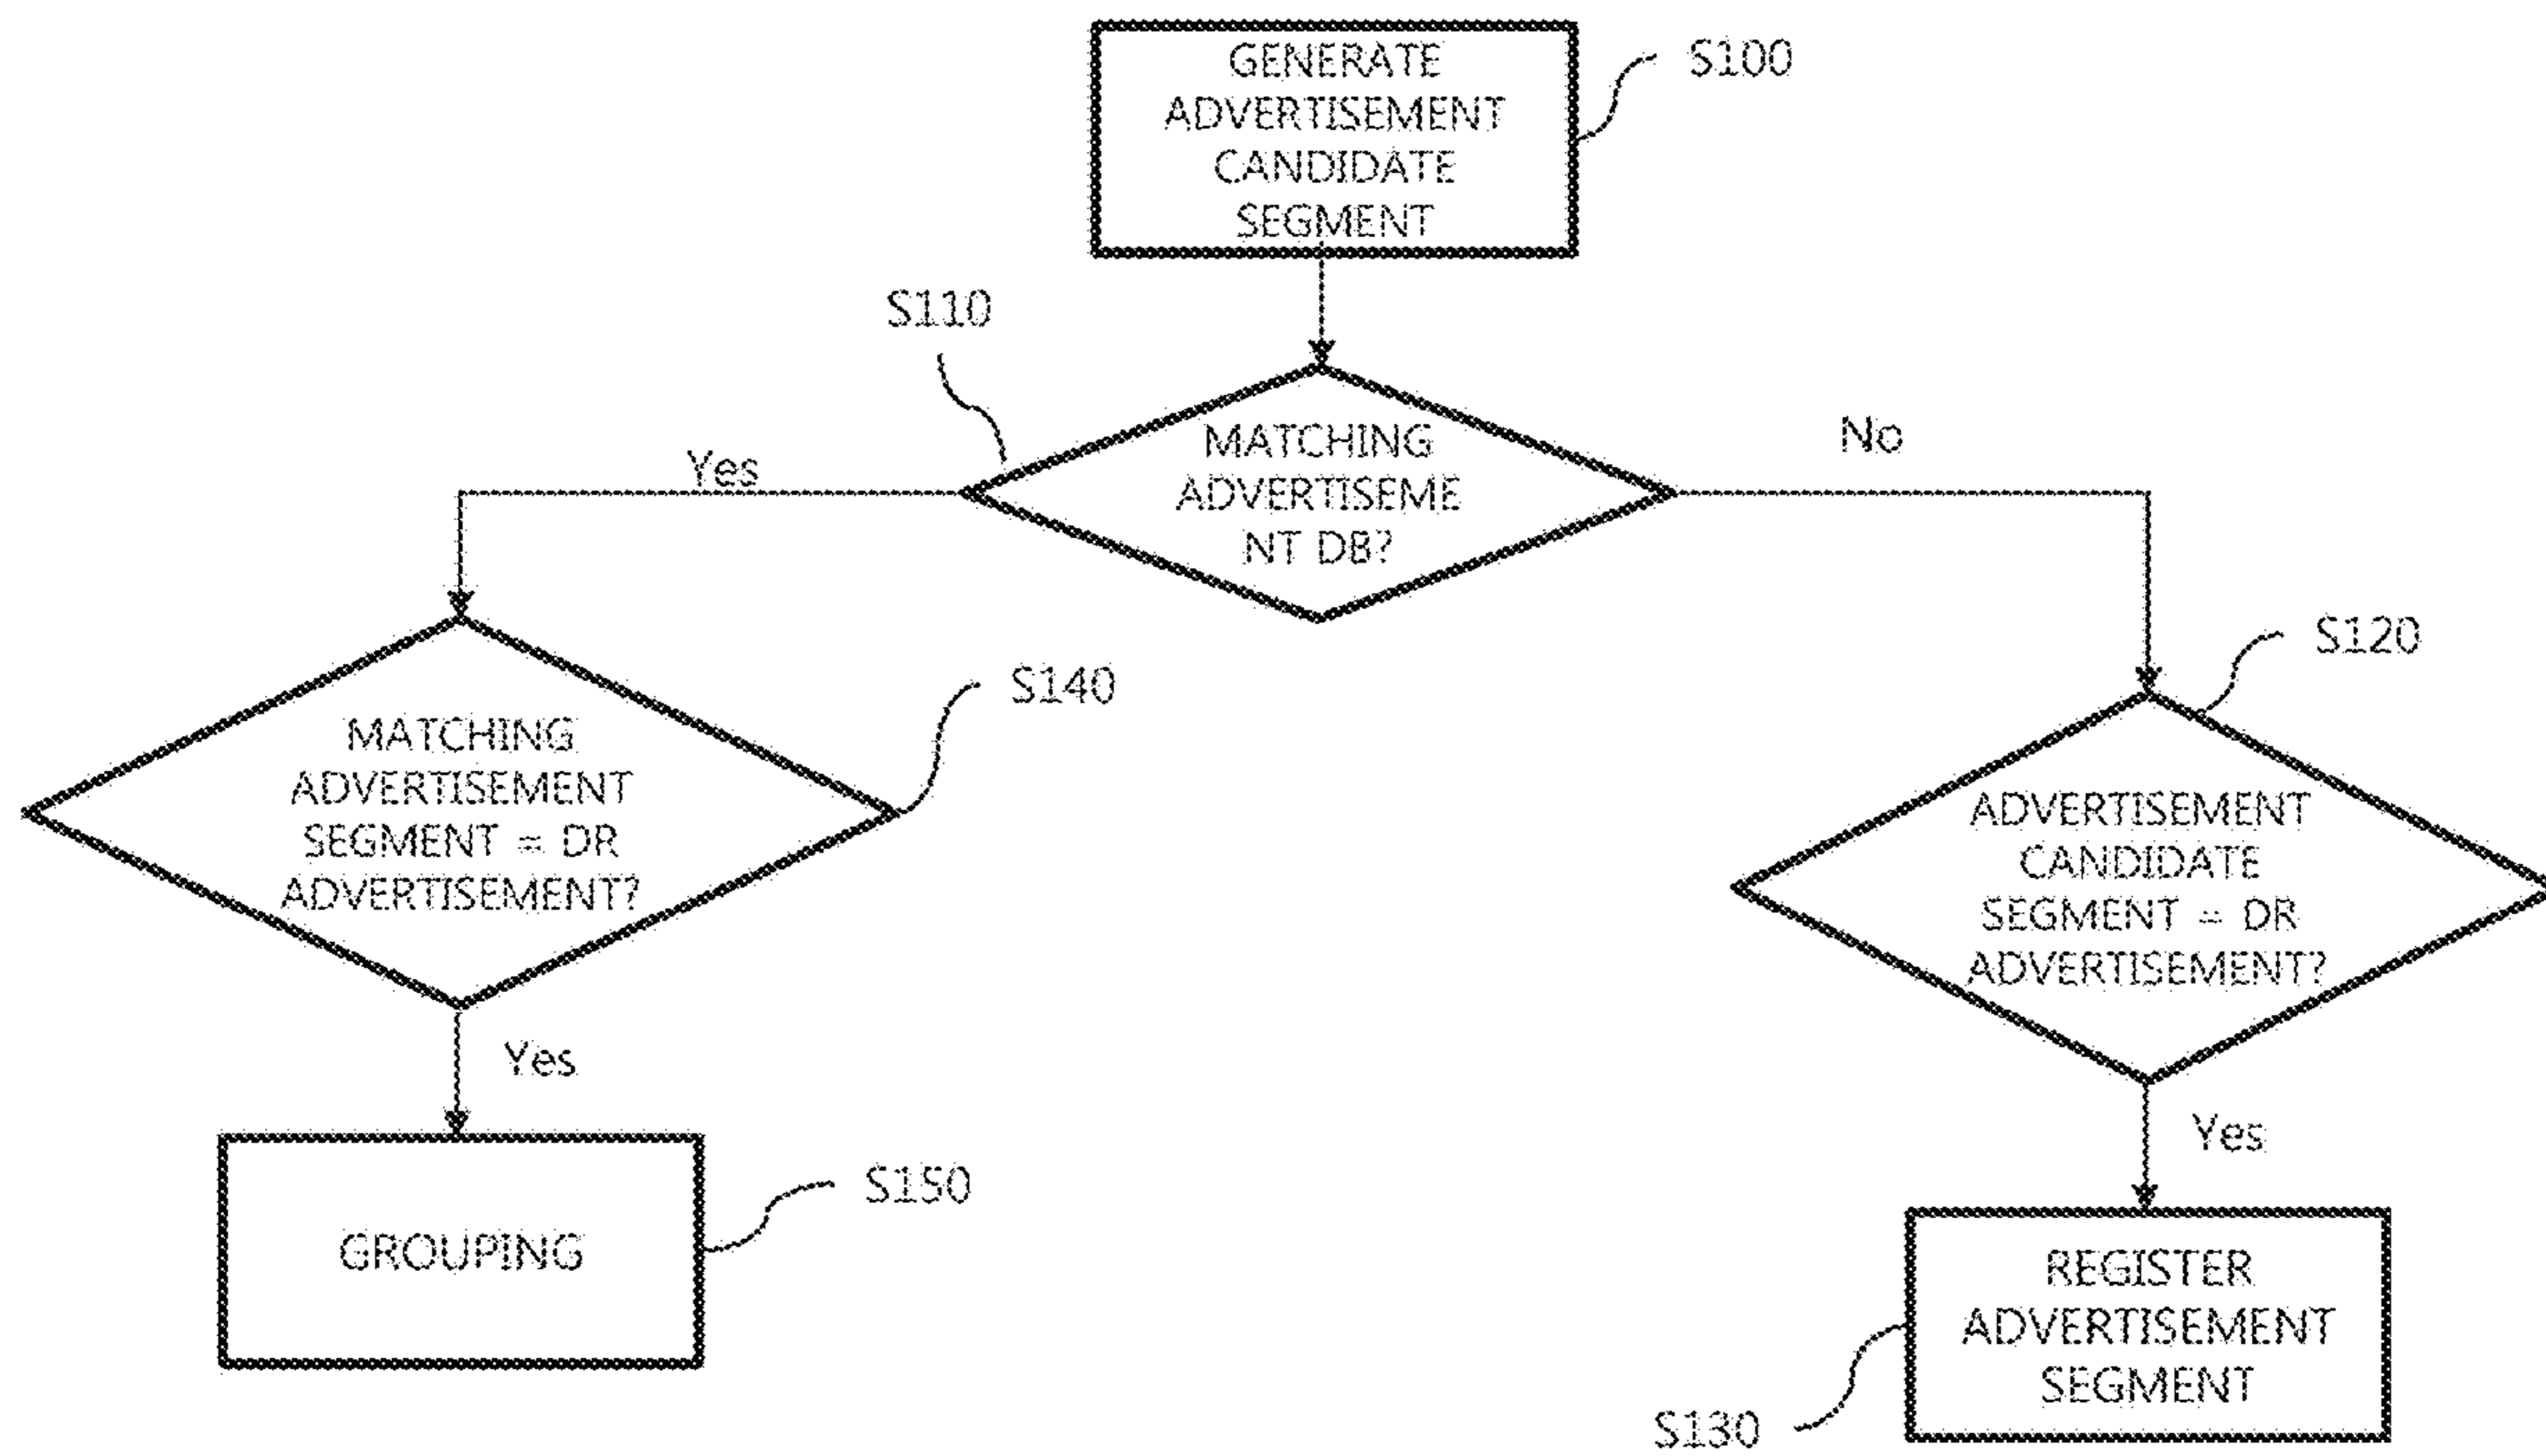 GENERATE
ADVERTISEMENT
CANDIDATE
SEGMENT
S100
S110
MATCHING
ADVERTISEME
NT DB?
Yes
No
S120
S140
MATCHING
ADVERTISEMENT
SEGMENT = DR
ADVERTISEMENT?
ADVERTISEMENT
CANDIDATE
SEGMENT = DR
ADVERTISEMENT?
Yes
Yes
GROUPING
S150
REGISTER
ADVERTISEMENT
SEGMENT
S130